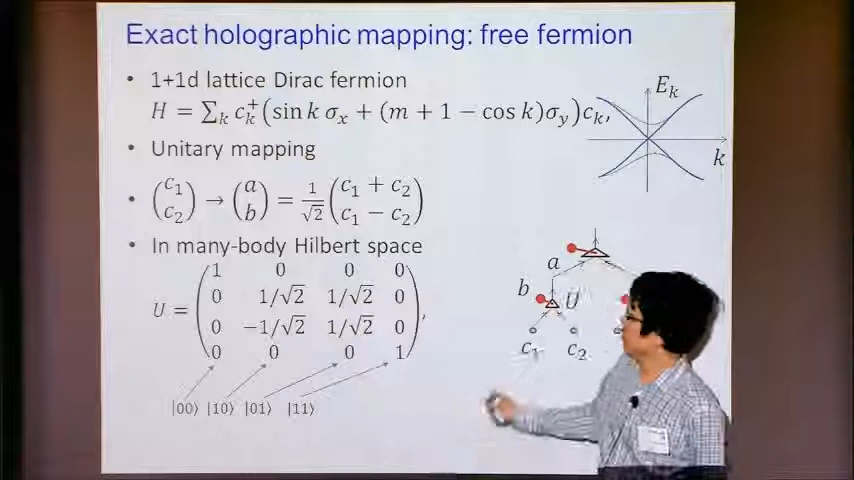 Exact holographic mapping: free fermion
• 1+1d lattice Dirac fermion
H = ∑ₖ cₖ⁺(sin k σₓ + (m + 1 − cos k)σᵧ)cₖ,
• Unitary mapping
• (c₁ c₂) → (a b) = 1/√2 (c₁ + c₂ c₁ − c₂)
• In many-body Hilbert space
U = (1 0 0 0
0 1/√2 1/√2 0
0 −1/√2 1/√2 0
0 0 0 1),
|00⟩ |10⟩ |01⟩ |11⟩
Eₖ
k
a
b U
c₁ c₂